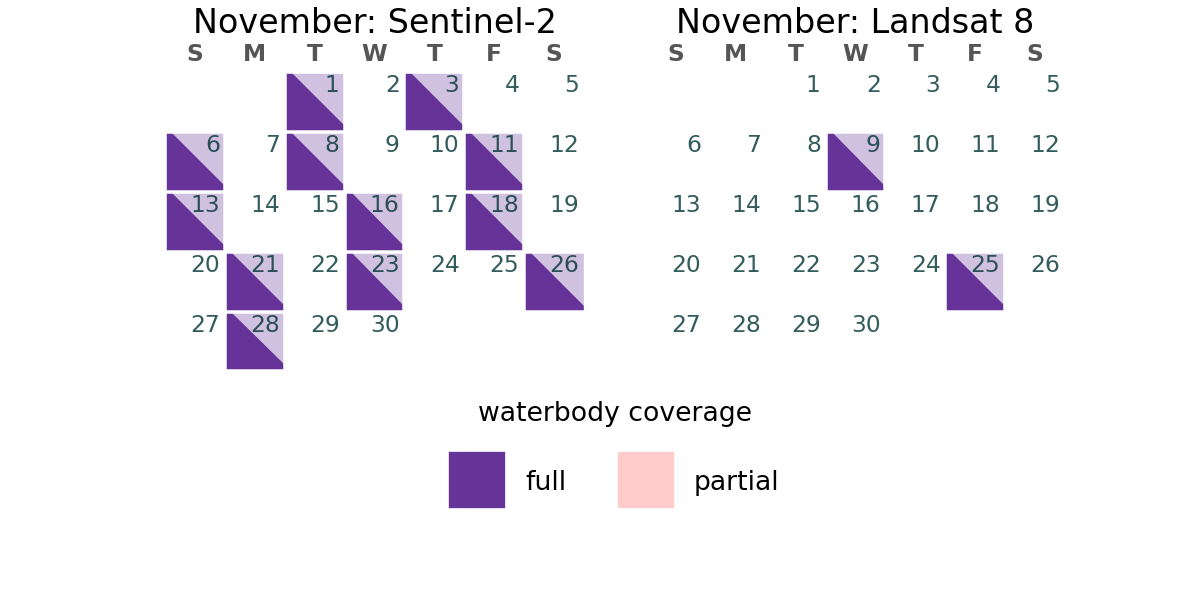 November: Sentinel-2
S M T W T F S
1 2 3 4 5
6 7 8 9 10 11 12
13 14 15 16 17 18 19
20 21 22 23 24 25 26
27 28 29 30
November: Landsat 8
S M T W T F S
1 2 3 4 5
6 7 8 9 10 11 12
13 14 15 16 17 18 19
20 21 22 23 24 25 26
27 28 29 30
waterbody coverage
full
partial